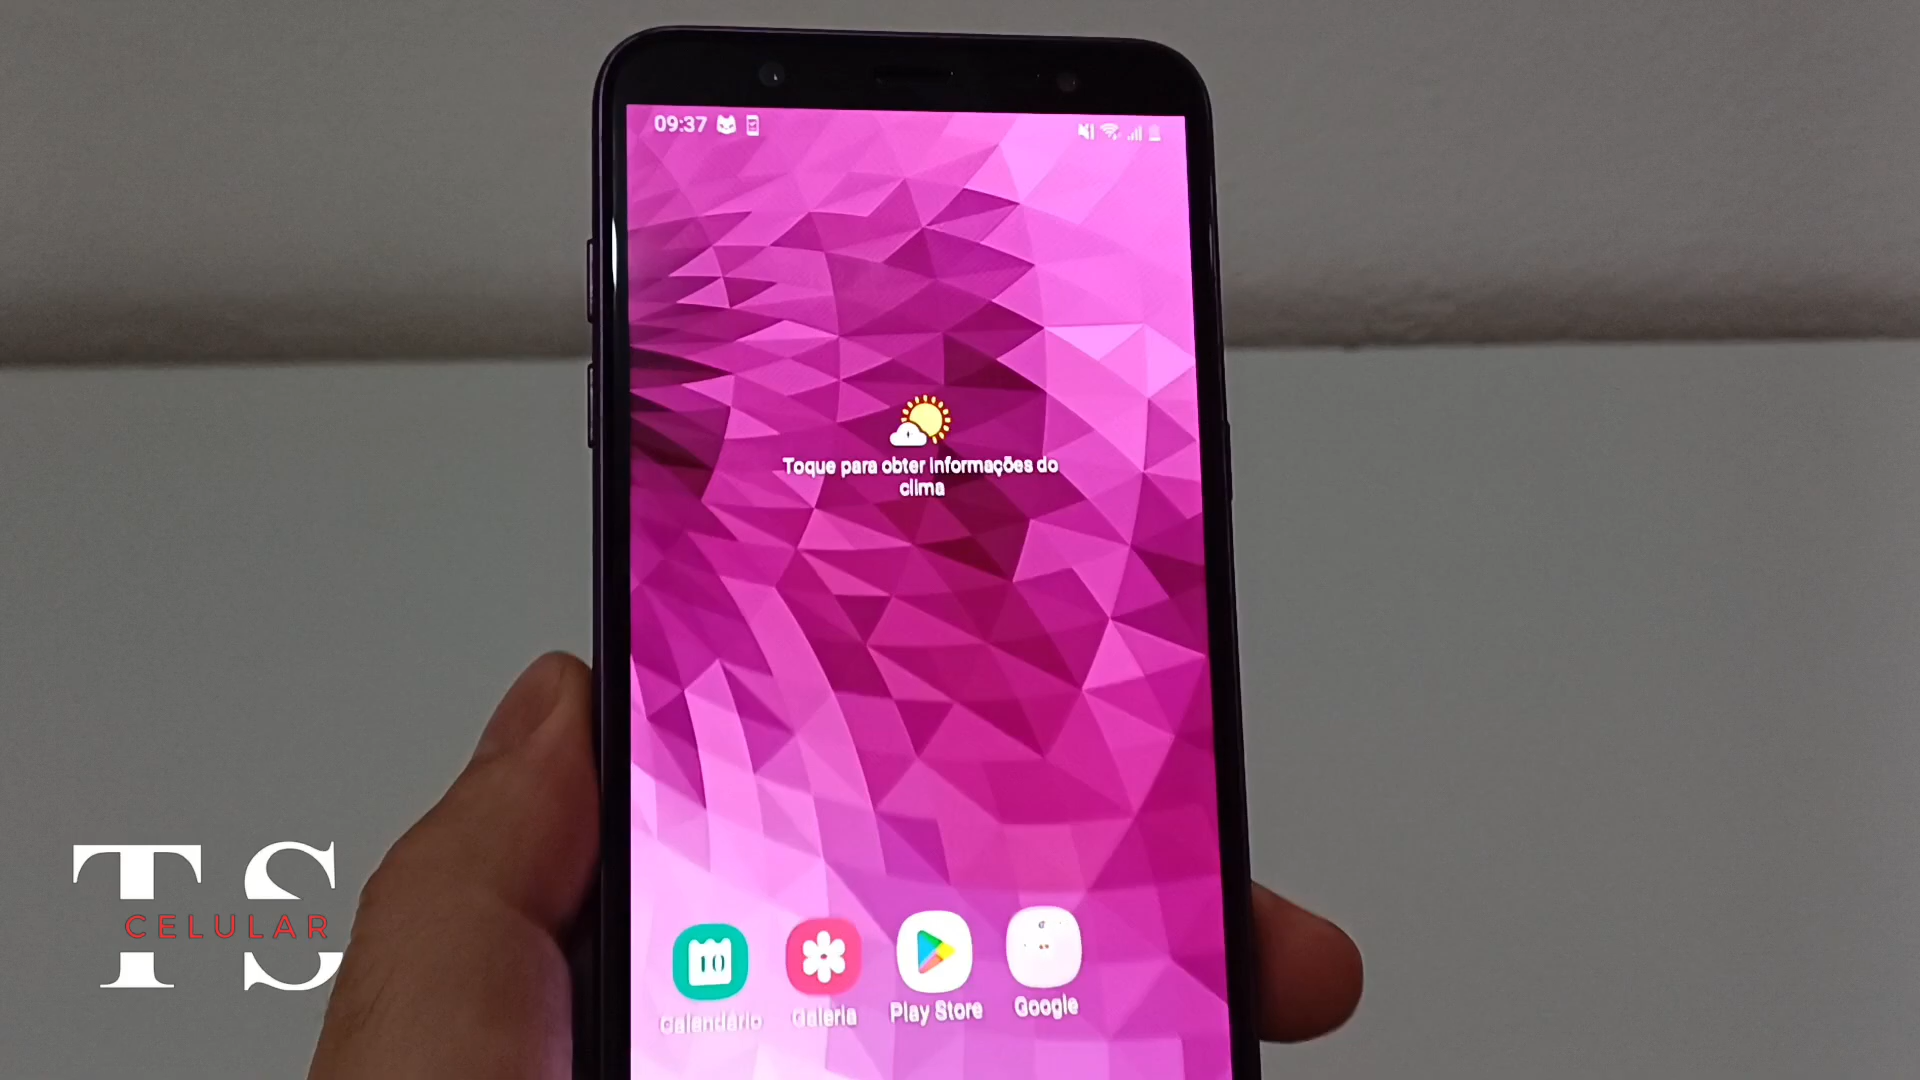 09:37
Toque para obter informações do
clima
10
Calendário
Galeria
Play Store
Google
TS
CELULAR